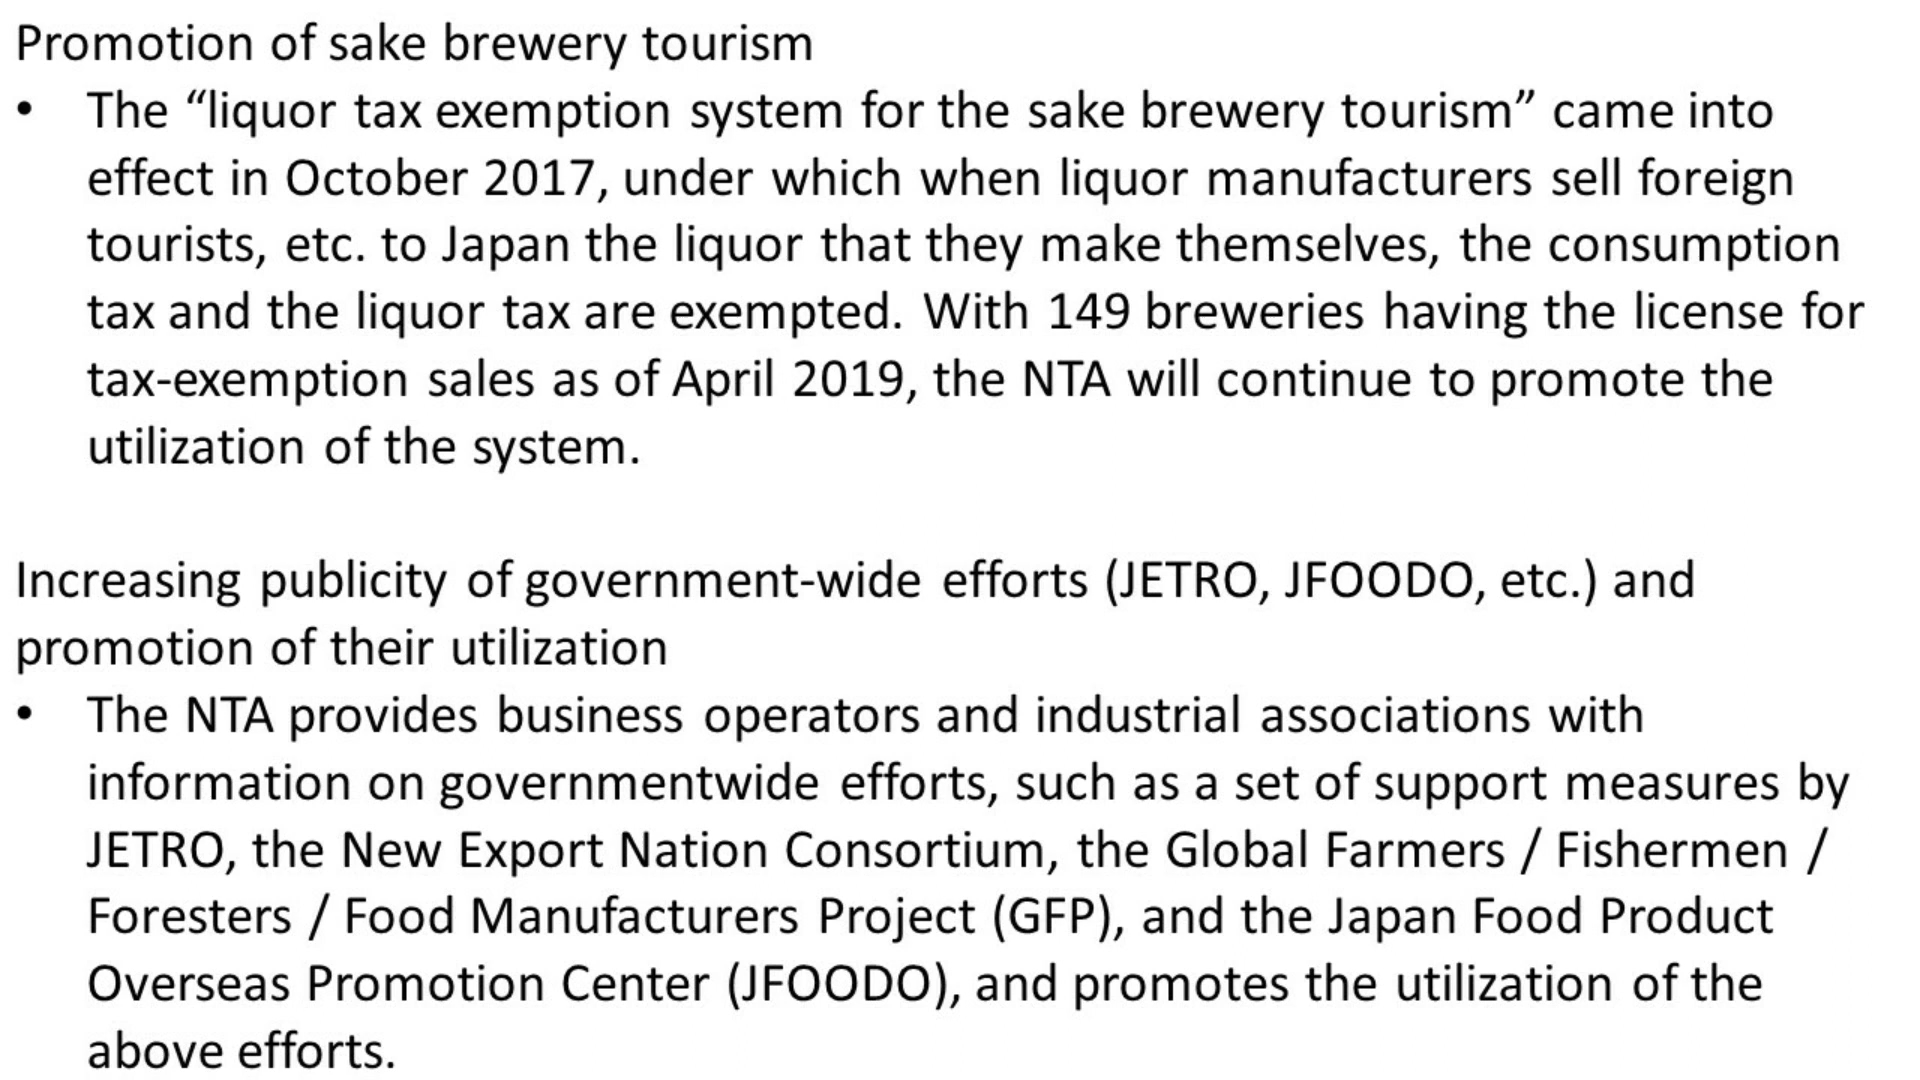 Promotion of sake brewery tourism
• The “liquor tax exemption system for the sake brewery tourism” came into
effect in October 2017, under which when liquor manufacturers sell foreign
tourists, etc. to Japan the liquor that they make themselves, the consumption
tax and the liquor tax are exempted. With 149 breweries having the license for
tax-exemption sales as of April 2019, the NTA will continue to promote the
utilization of the system.
Increasing publicity of government-wide efforts (JETRO, JFOODO, etc.) and
promotion of their utilization
• The NTA provides business operators and industrial associations with
information on governmentwide efforts, such as a set of support measures by
JETRO, the New Export Nation Consortium, the Global Farmers / Fishermen /
Foresters / Food Manufacturers Project (GFP), and the Japan Food Product
Overseas Promotion Center (JFOODO), and promotes the utilization of the
above efforts.